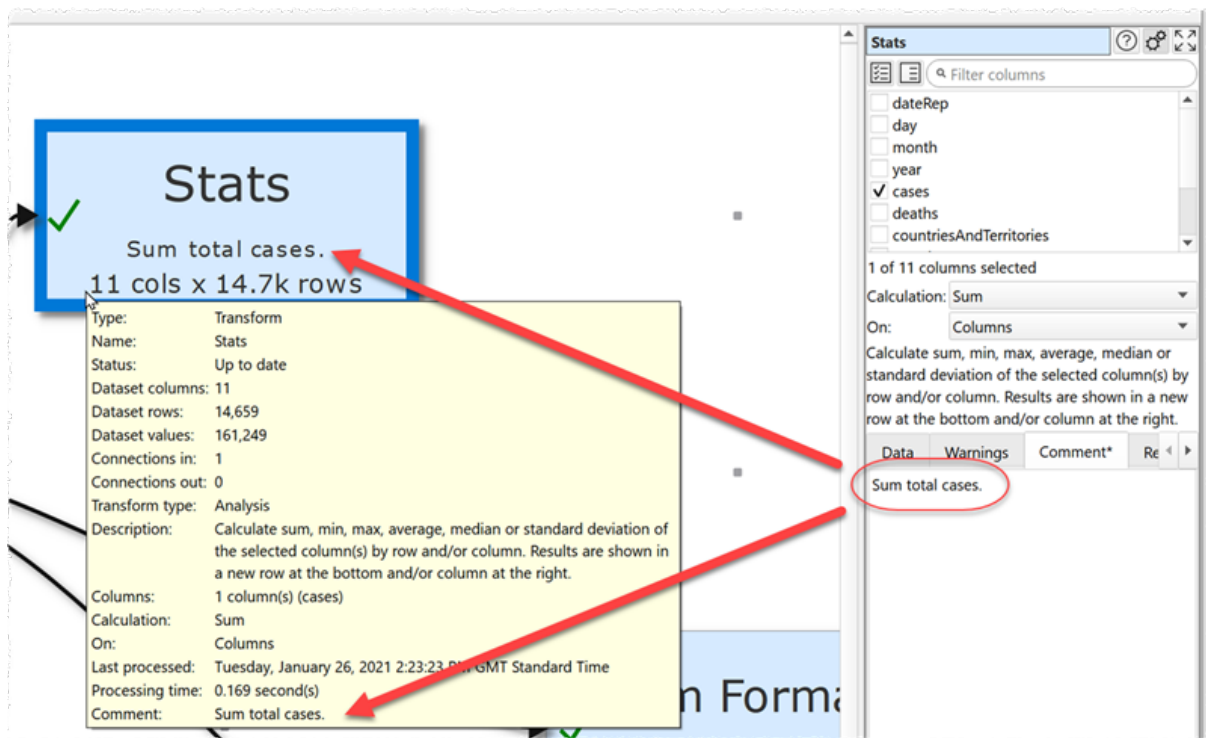 Stats
Sum total cases.
11 cols x 14.7k rows
Type: Transform
Name: Stats
Status: Up to date
Dataset columns: 11
Dataset rows: 14,659
Dataset values: 161,249
Connections in: 1
Connections out: 0
Transform type: Analysis
Description: Calculate sum, min, max, average, median or standard deviation of
the selected column(s) by row and/or column. Results are shown in
a new row at the bottom and/or column at the right.
Columns: 1 column(s) (cases)
Calculation: Sum
On: Columns
Last processed: Tuesday, January 26, 2021 2:23:23 PM GMT Standard Time
Processing time: 0.169 second(s)
Comment: Sum total cases.
m Forma
Stats
Filter columns
dateRep
day
month
year
cases
deaths
countriesAndTerritories
1 of 11 columns selected
Calculation: Sum
On: Columns
Calculate sum, min, max, average, median or
standard deviation of the selected column(s) by
row and/or column. Results are shown in a new
row at the bottom and/or column at the right.
Data Warnings Comment* Re
Sum total cases.